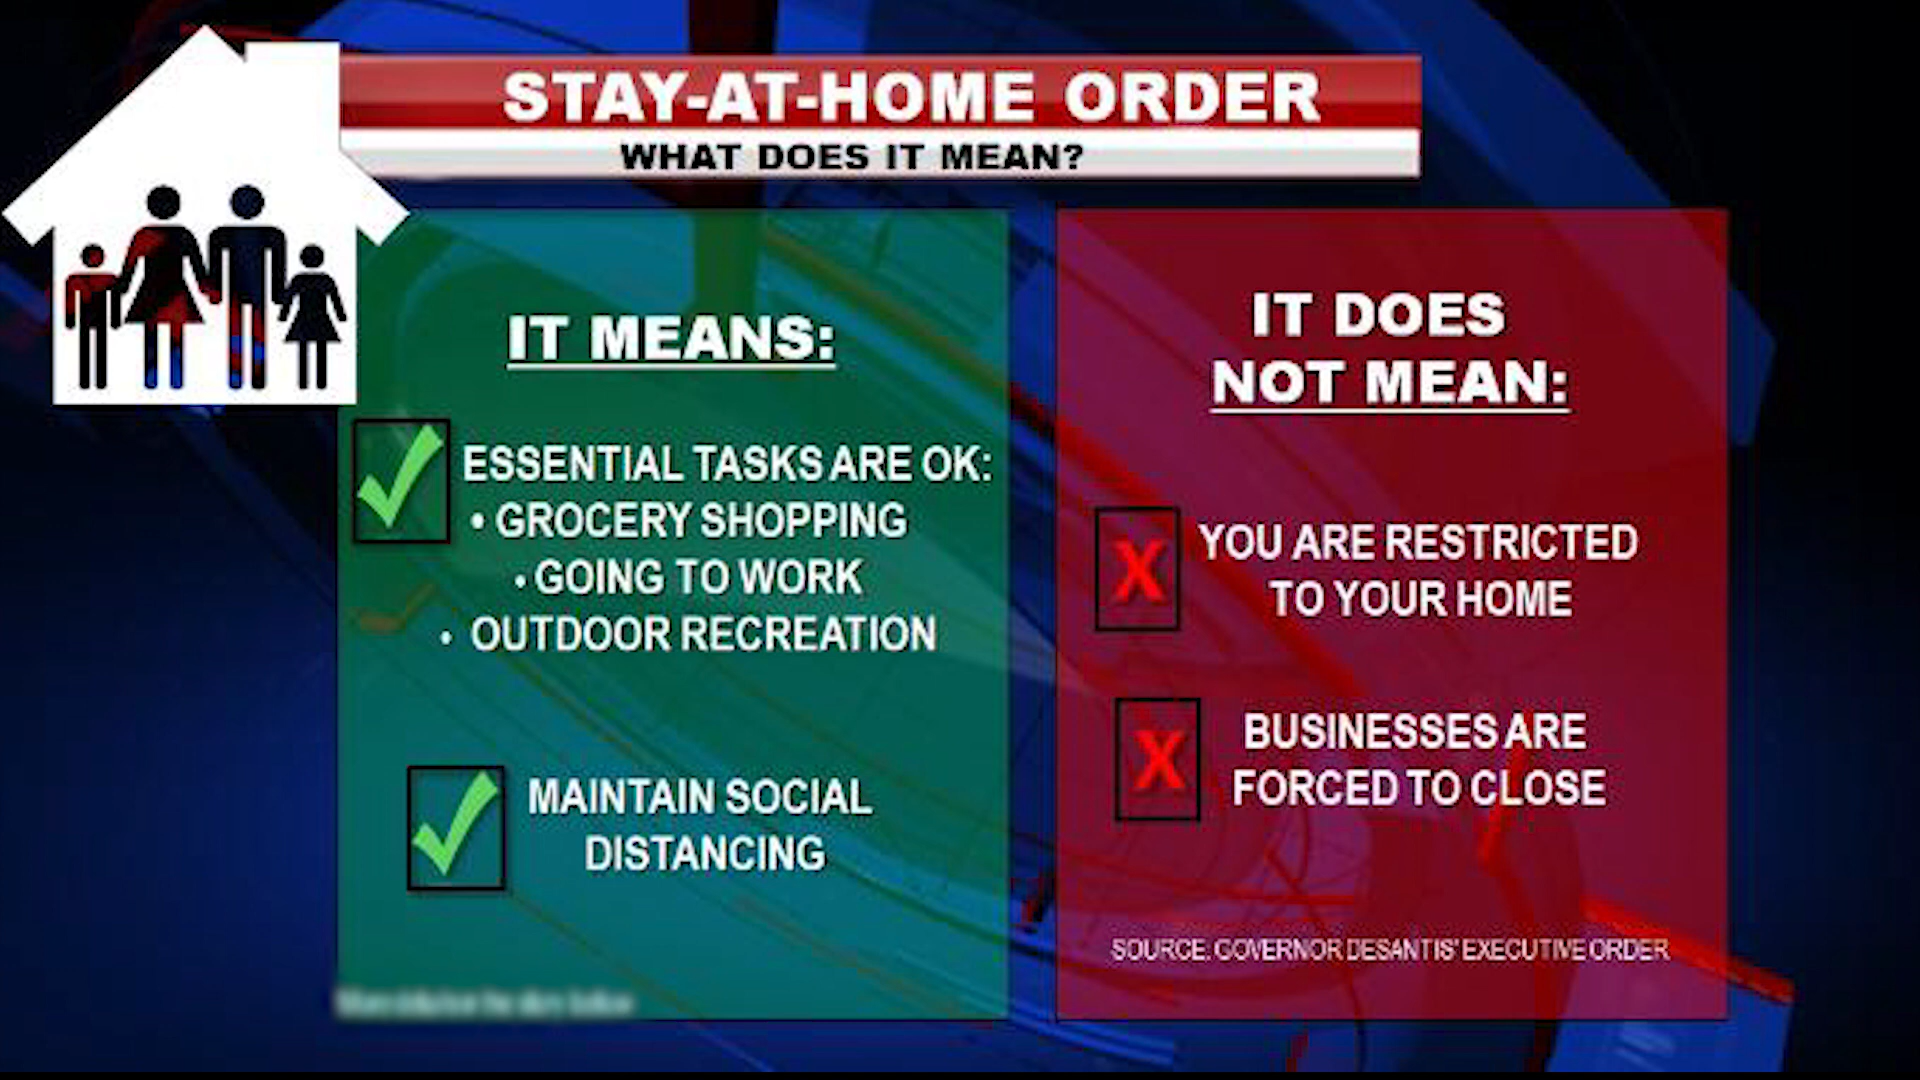 STAY-AT-HOME ORDER
WHAT DOES IT MEAN?
IT MEANS:
ESSENTIAL TASKS ARE OK:
• GROCERY SHOPPING
• GOING TO WORK
• OUTDOOR RECREATION
MAINTAIN SOCIAL
DISTANCING
IT DOES
NOT MEAN:
X YOU ARE RESTRICTED
TO YOUR HOME
X BUSINESSES ARE
FORCED TO CLOSE
SOURCE: GOVERNOR DESANTIS' EXECUTIVE ORDER